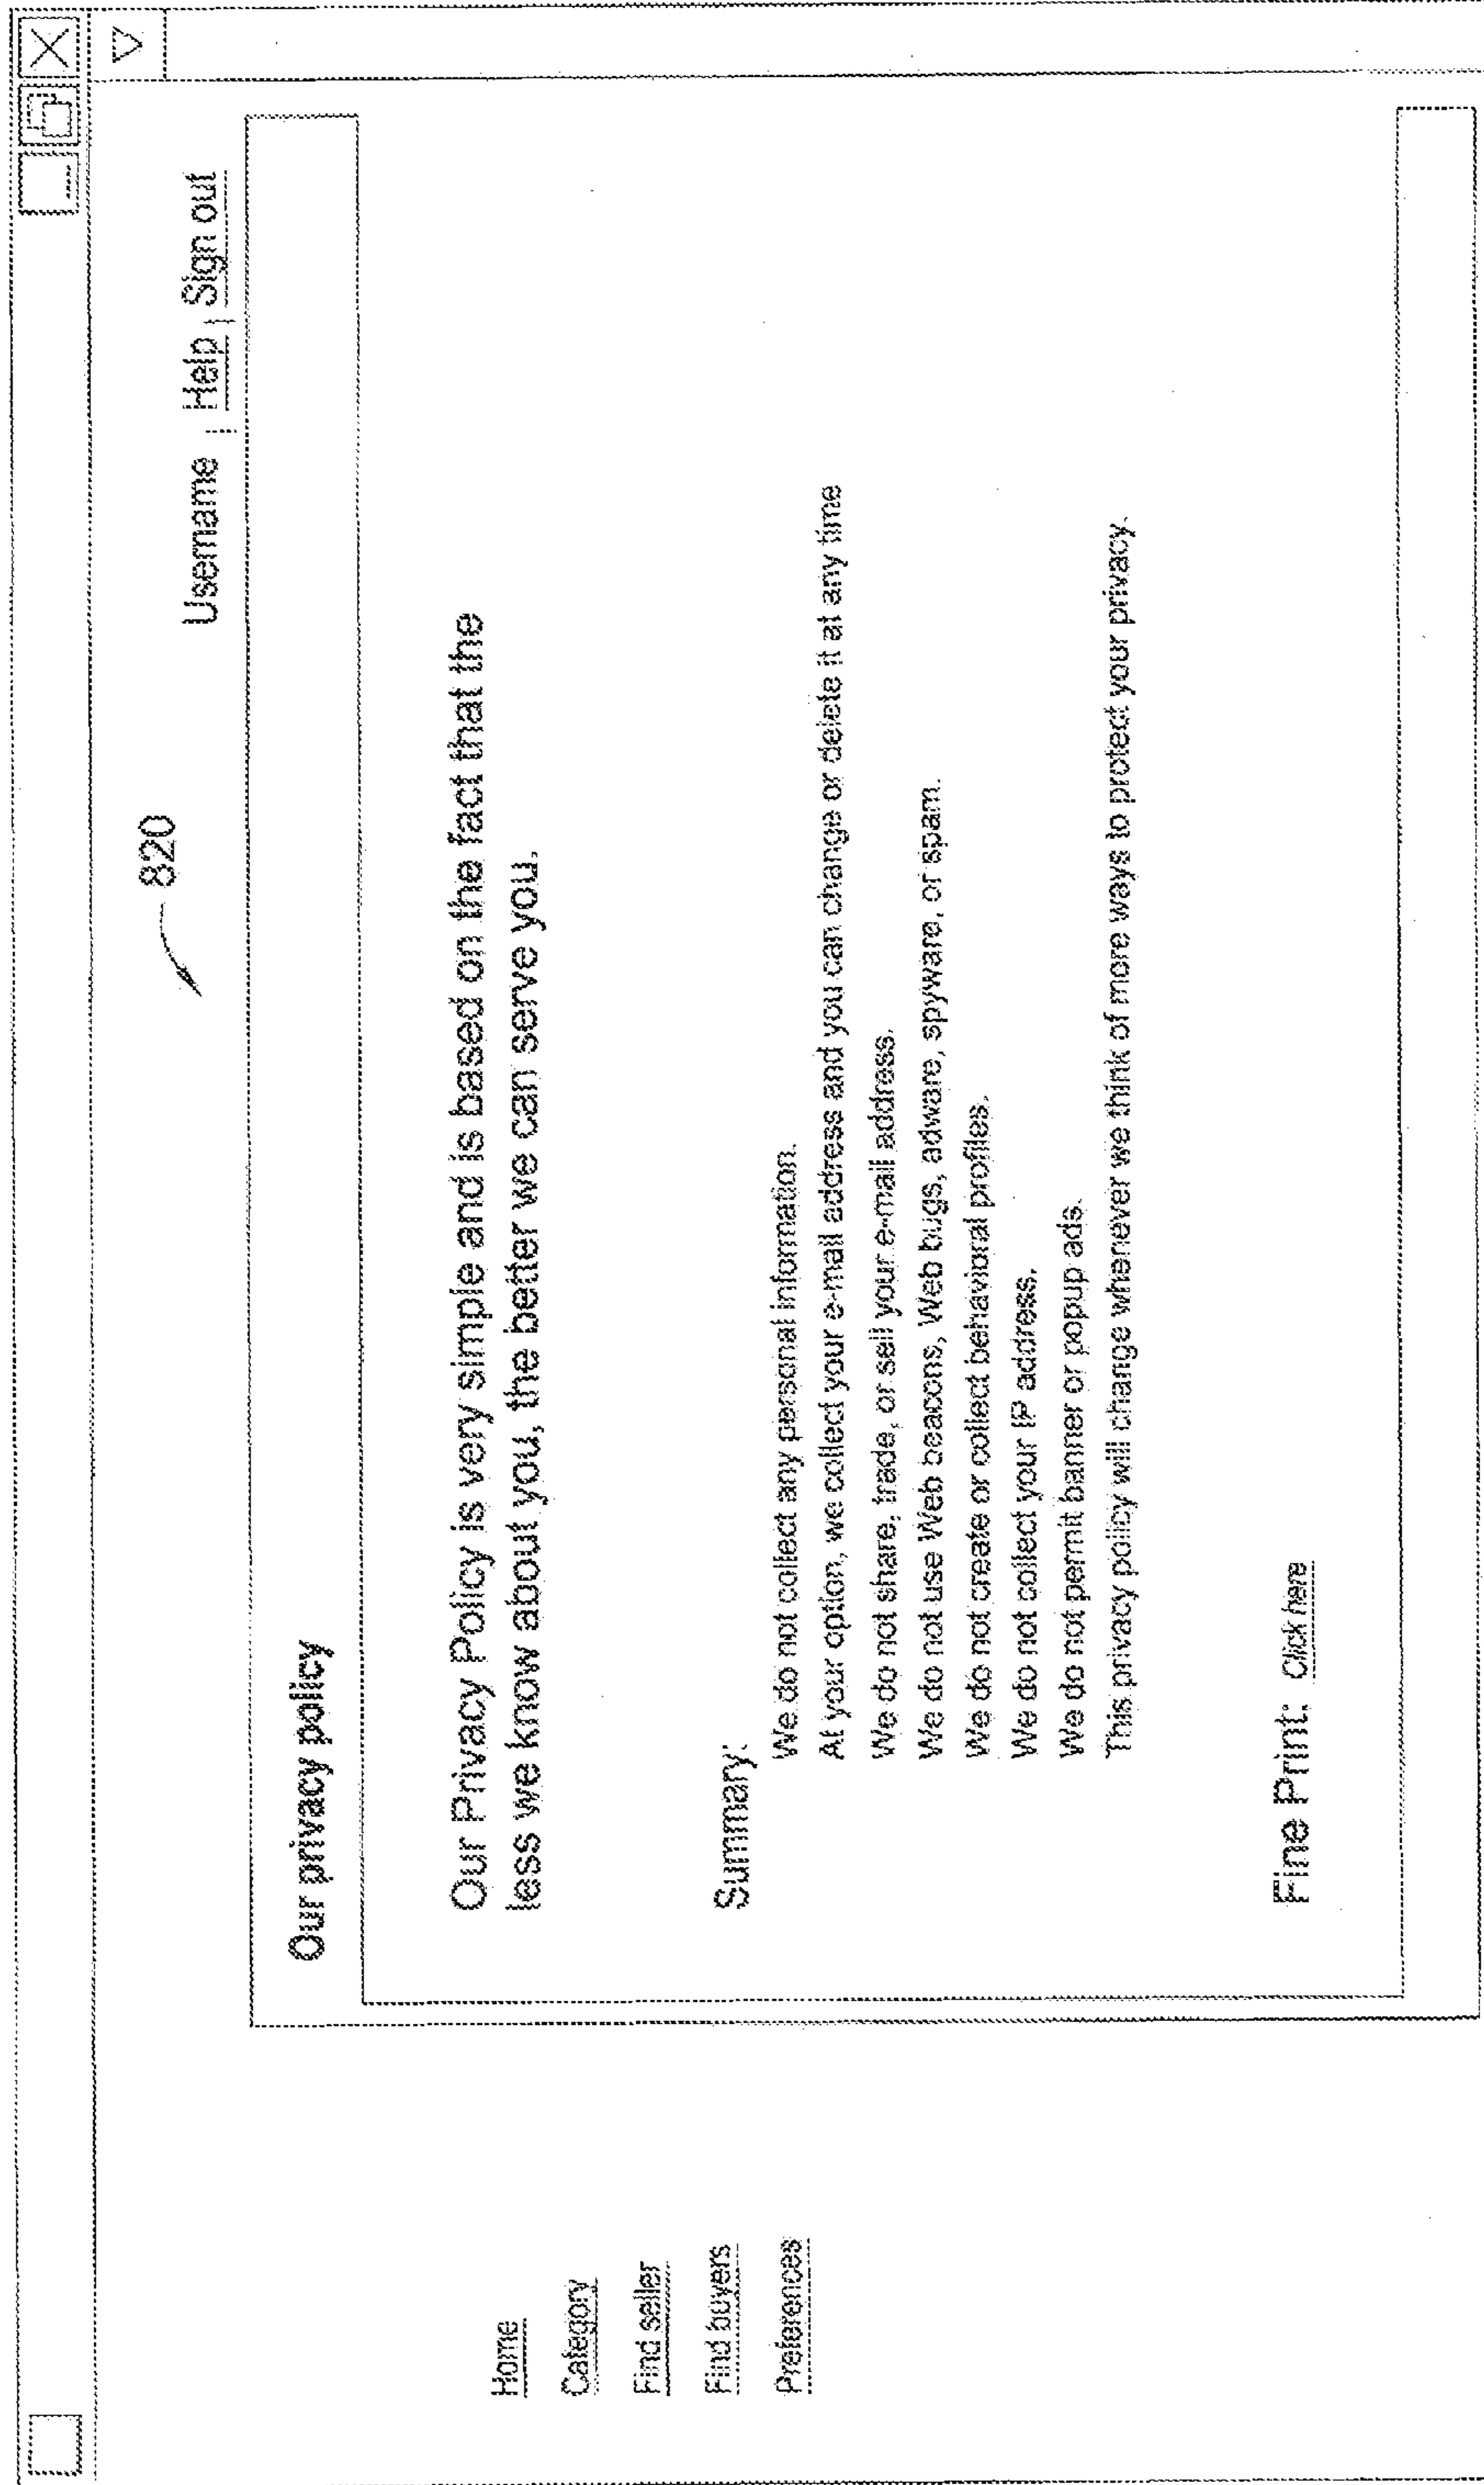 820
Username | Help | Sign out
Our privacy policy
Home
Category
Find seller
Find buyers
Preferences
Our Privacy Policy is very simple and is based on the fact that the
less we know about you, the better we can serve you.
Summary:
We do not collect any personal information.
At your option, we collect your e-mail address and you can change or delete it at any time
We do not share, trade, or sell your e-mail address.
We do not use Web beacons, Web bugs, adware, spyware, or spam.
We do not create or collect behavioral profiles.
We do not collect your IP address.
We do not permit banner or popup ads.
This privacy policy will change whenever we think of more ways to protect your privacy.
Fine Print: Click here